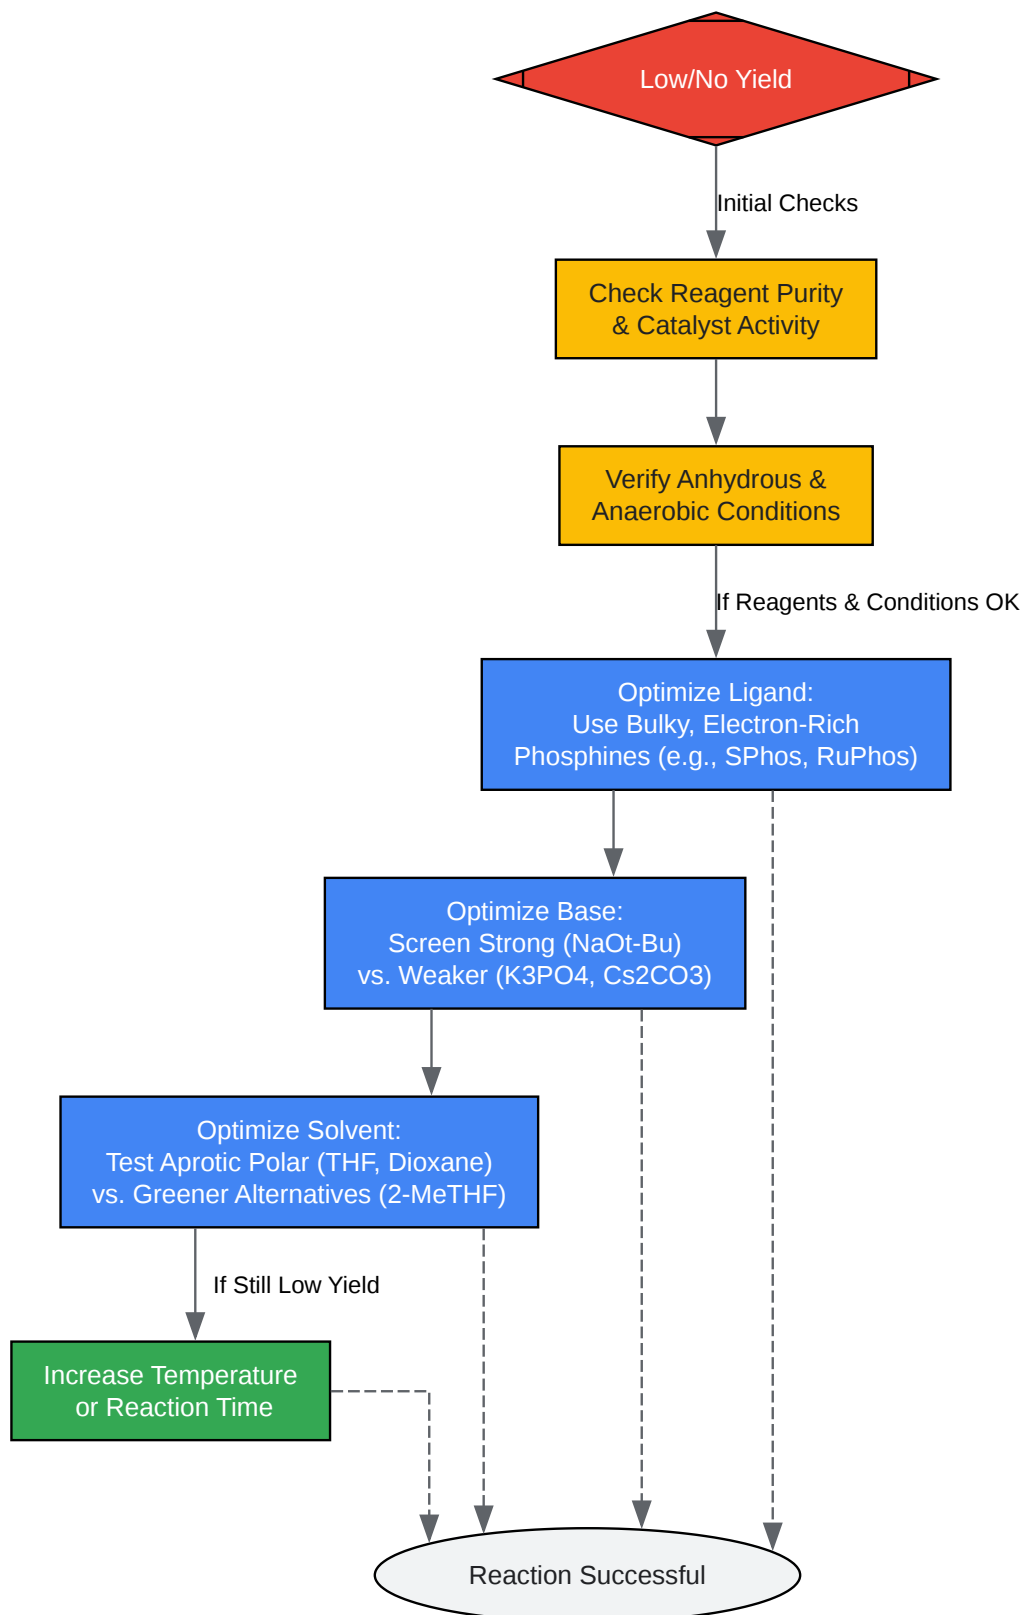 Low/No Yield
Initial Checks
Check Reagent Purity
& Catalyst Activity
Verify Anhydrous &
Anaerobic Conditions
If Reagents & Conditions OK
Optimize Ligand:
Use Bulky, Electron-Rich
Phosphines (e.g., SPhos, RuPhos)
Optimize Base:
Screen Strong (NaOt-Bu)
vs. Weaker (K3PO4, Cs2CO3)
Optimize Solvent:
Test Aprotic Polar (THF, Dioxane)
vs. Greener Alternatives (2-MeTHF)
If Still Low Yield
Increase Temperature
or Reaction Time
Reaction Successful